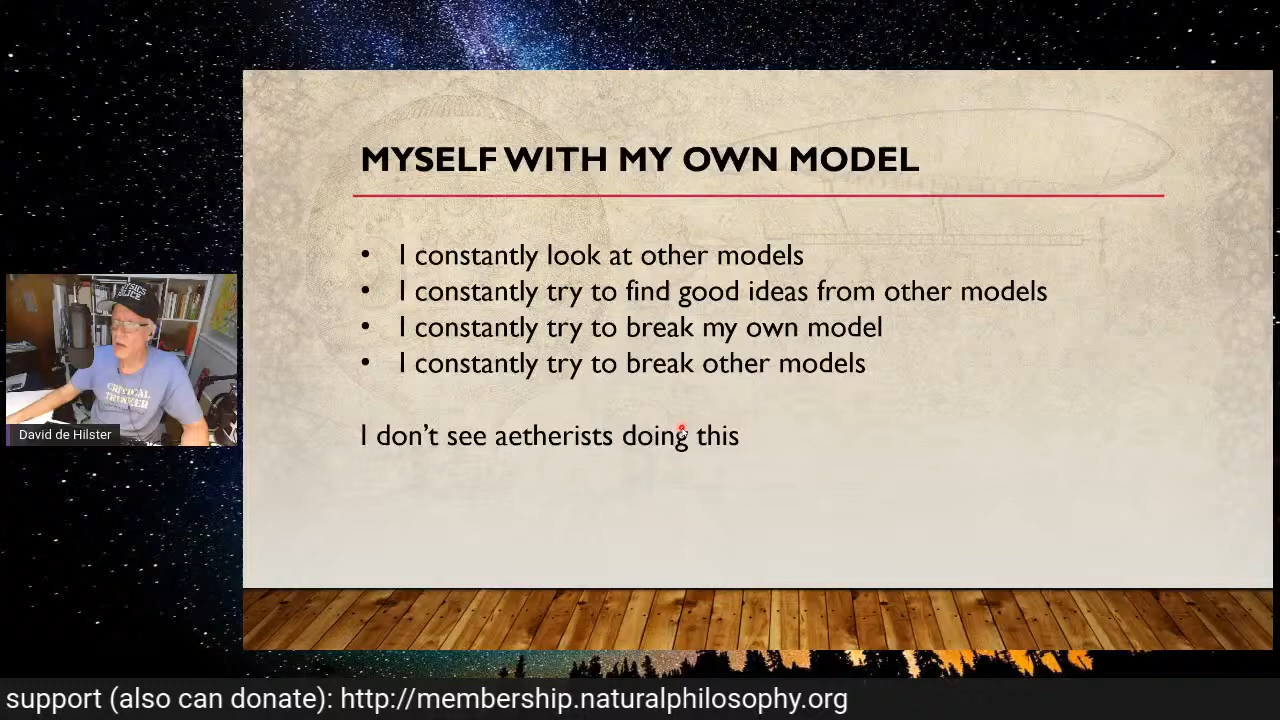 MYSELF WITH MY OWN MODEL
• I constantly look at other models
• I constantly try to find good ideas from other models
• I constantly try to break my own model
• I constantly try to break other models
I don't see aetherists doing this
CRITICAL
THINKER
David de Hilster
support (also can donate): http://membership.naturalphilosophy.org